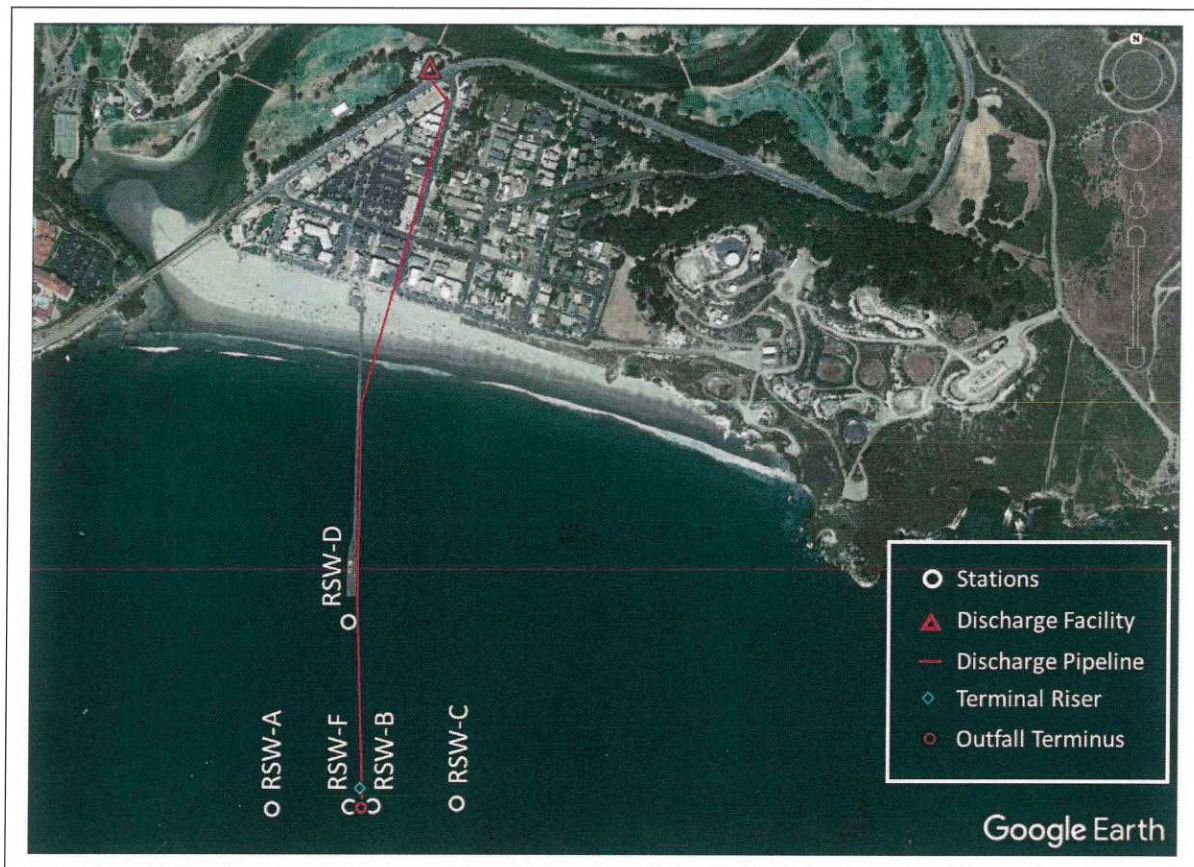 N
RSW-D
RSW-A
RSW-F
RSW-B
RSW-C
Stations
Discharge Facility
Discharge Pipeline
Terminal Riser
Outfall Terminus
Google Earth